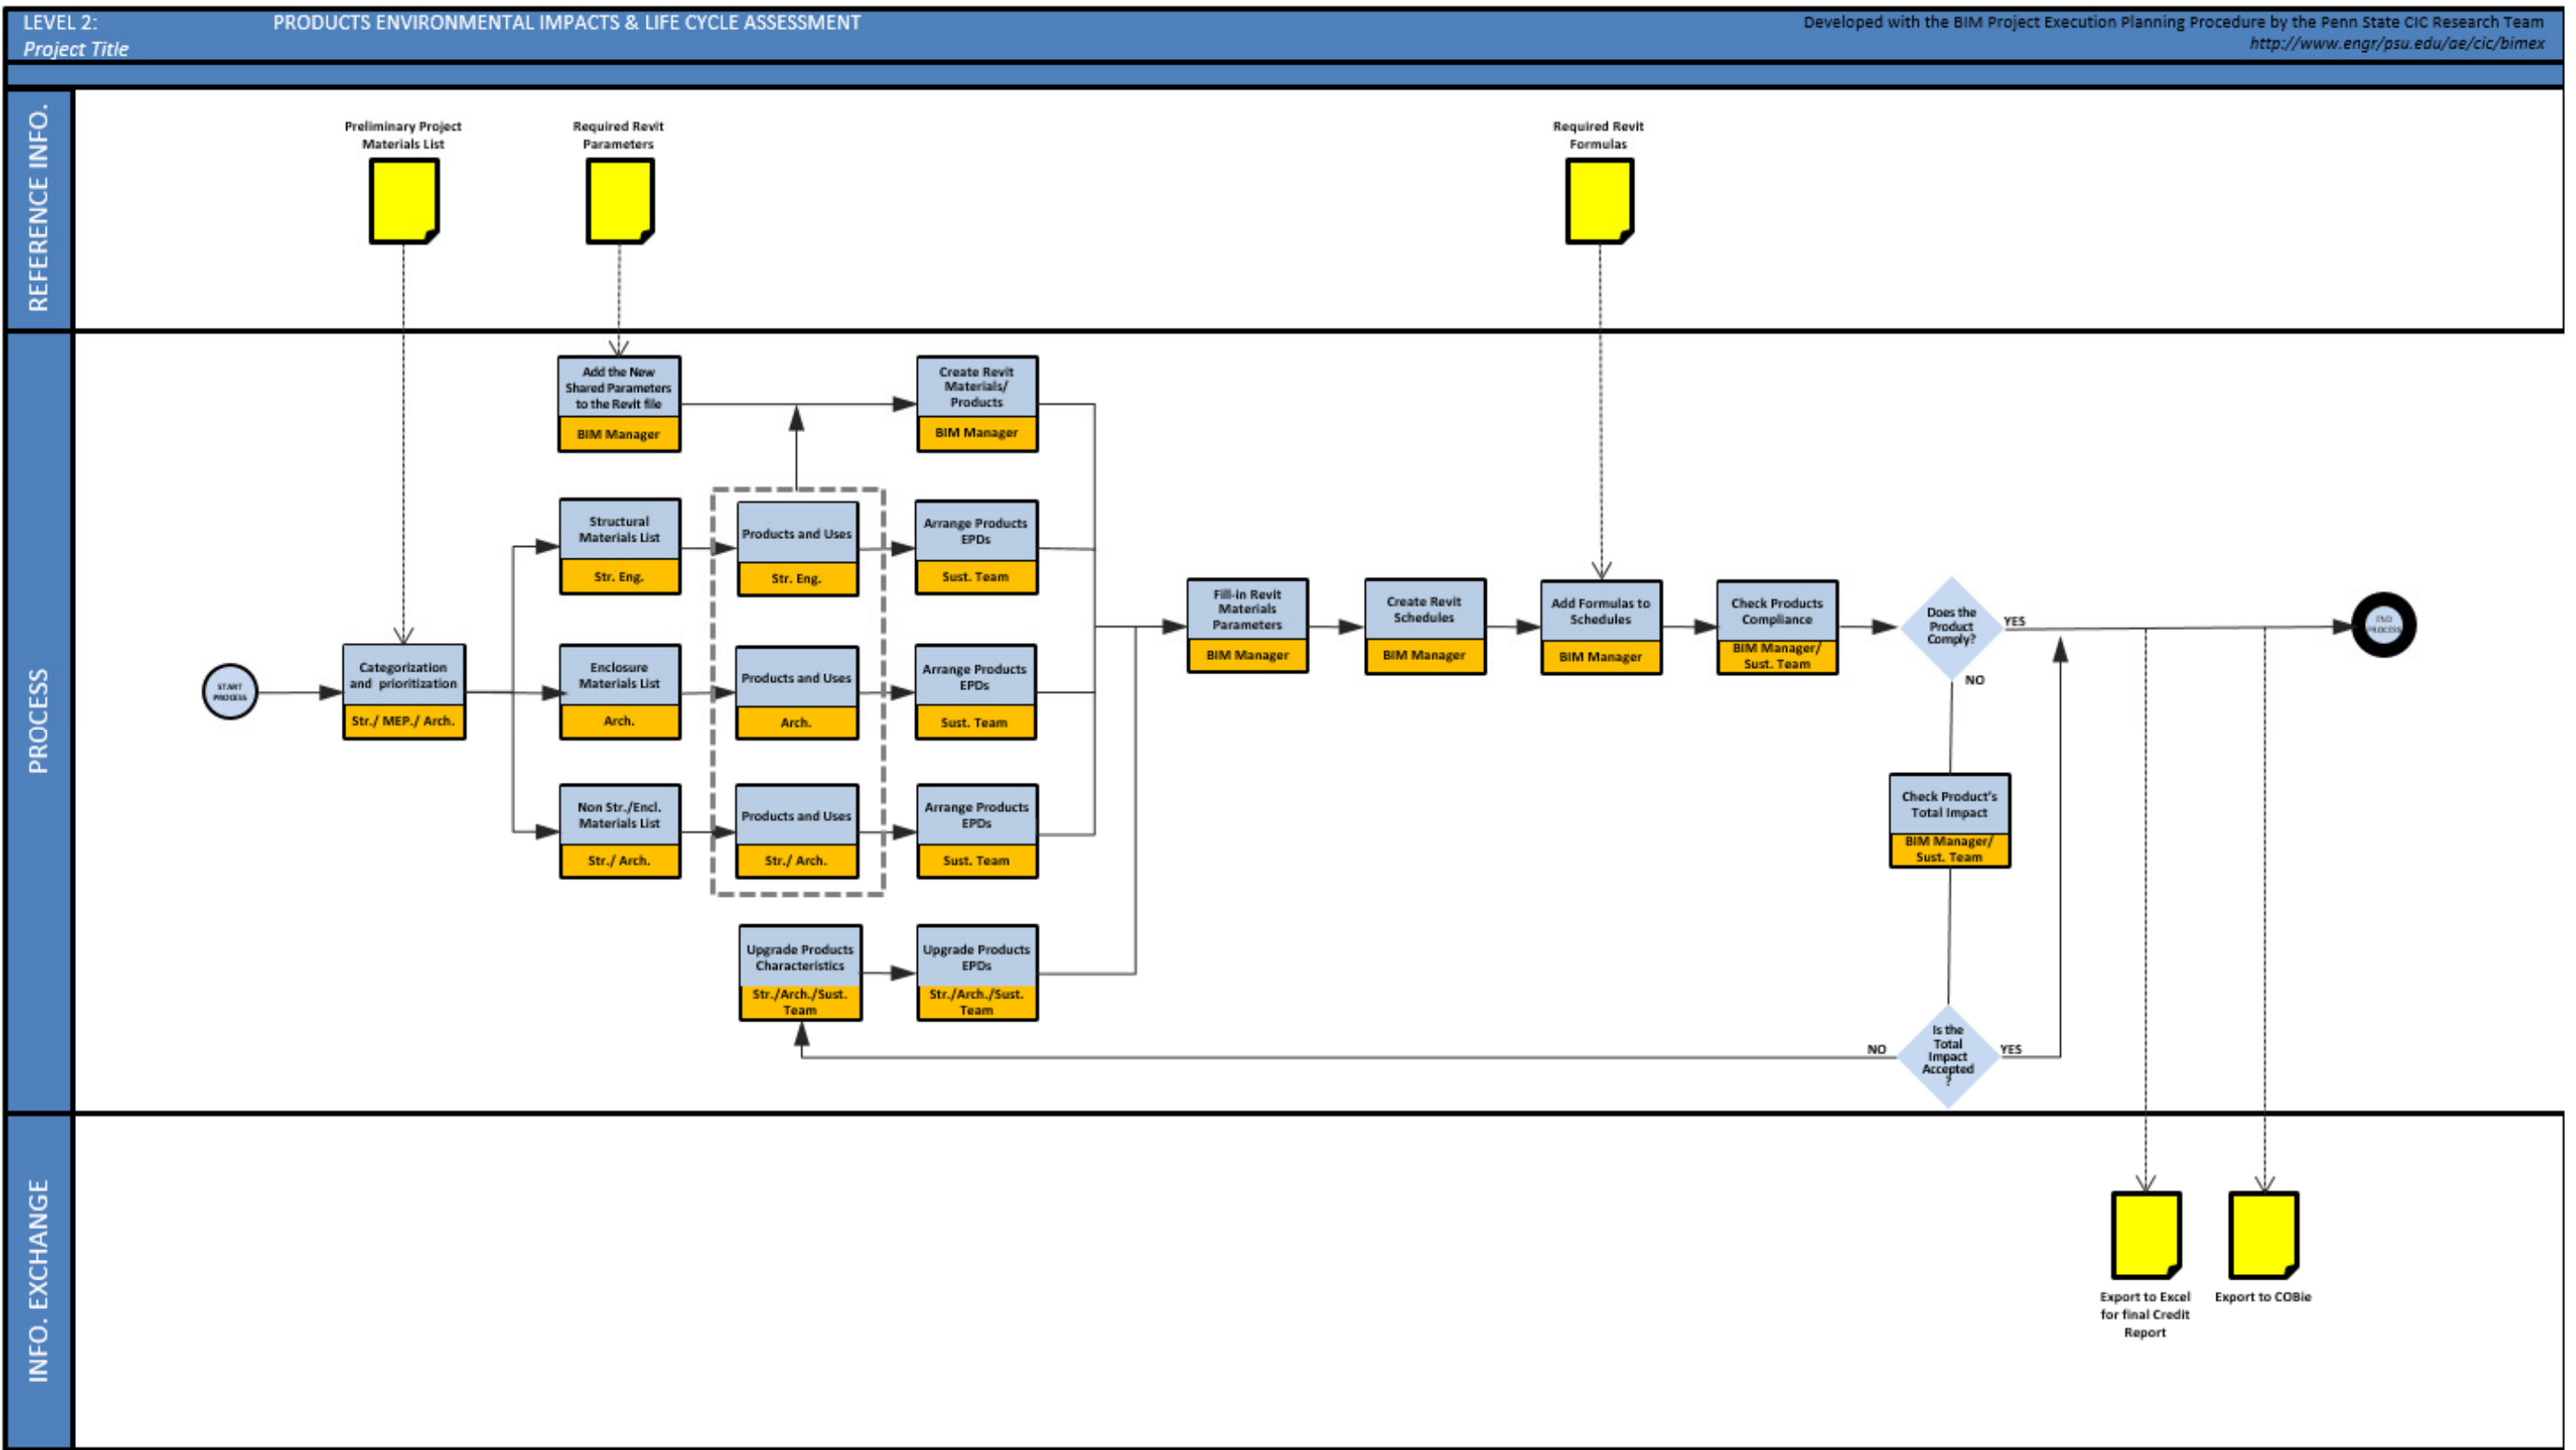 LEVEL 2:
PRODUCTS ENVIRONMENTAL IMPACTS & LIFE CYCLE ASSESSMENT
Developed with the BIM Project Execution Planning Procedure by the Penn State CIC Research Team
Project Title
http://www.engr/psu.edu/ae/cic/bimex
REFERENCE INFO.
Preliminary Project
Materials List
Required Revit
Parameters
Required Revit
Formulas
PROCESS
Add the New
Shared Parameters
to the Revit file
BIM Manager
Create Revit
Materials/
Products
BIM Manager
Structural
Materials List
Str. Eng.
Products and Uses
Str. Eng.
Arrange Products
EPDs
Sust. Team
START
PROCESS
Categorization
and prioritization
Str./ MEP./ Arch.
Enclosure
Materials List
Arch.
Products and Uses
Arch.
Arrange Products
EPDs
Sust. Team
Non Str./Encl.
Materials List
Str./ Arch.
Products and Uses
Str./ Arch.
Arrange Products
EPDs
Sust. Team
Upgrade Products
Characteristics
Str./Arch./Sust.
Team
Upgrade Products
EPDs
Str./Arch./Sust.
Team
Fill-in Revit
Materials
Parameters
BIM Manager
Create Revit
Schedules
BIM Manager
Add Formulas to
Schedules
BIM Manager
Check Products
Compliance
BIM Manager/
Sust. Team
Does the
Product
Comply?
YES
NO
END
PROCESS
Check Product's
Total Impact
BIM Manager/
Sust. Team
Is the
Total
Impact
Accepted
?
NO
YES
INFO. EXCHANGE
Export to Excel
for final Credit
Report
Export to COBie